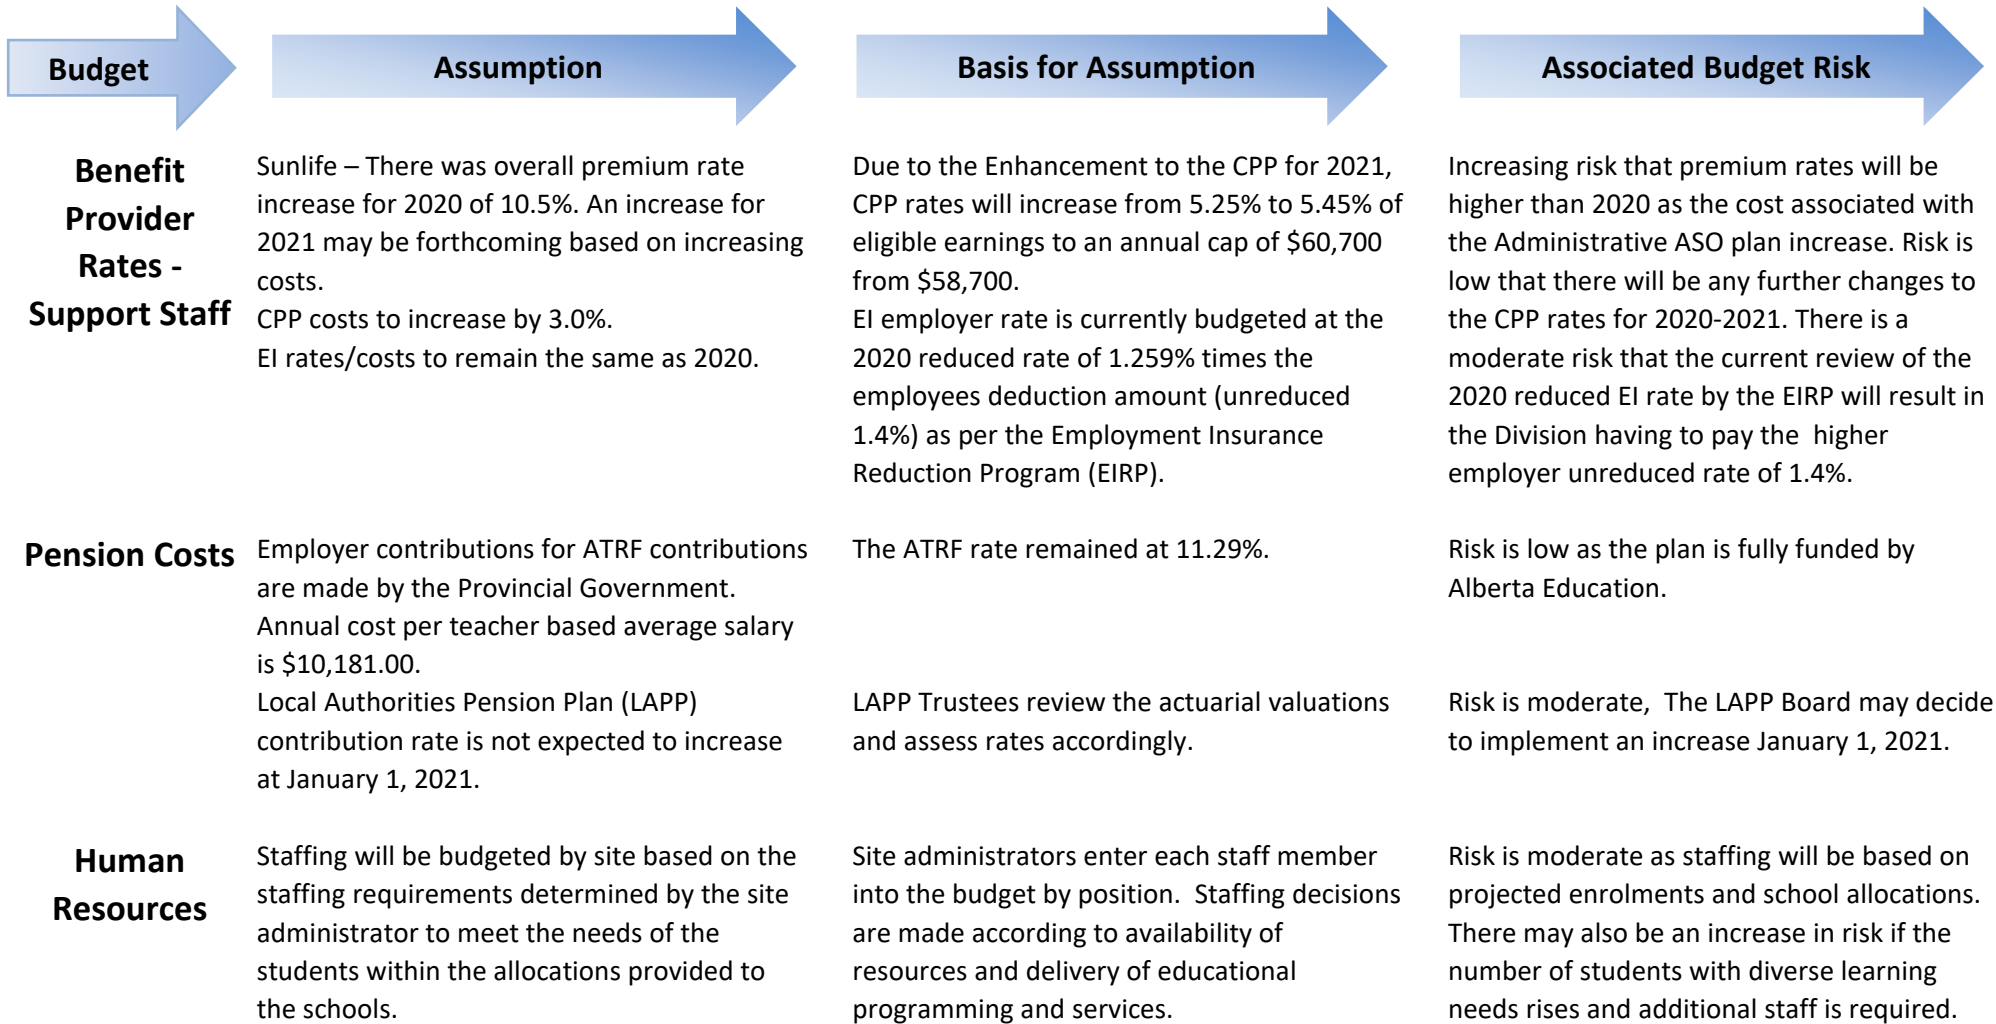 Budget
Assumption
Basis for Assumption
Associated Budget Risk
Benefit
Provider
Rates -
Support Staff
Sunlife – There was overall premium rate
increase for 2020 of 10.5%. An increase for
2021 may be forthcoming based on increasing
costs.
CPP costs to increase by 3.0%.
EI rates/costs to remain the same as 2020.
Due to the Enhancement to the CPP for 2021,
CPP rates will increase from 5.25% to 5.45% of
eligible earnings to an annual cap of $60,700
from $58,700.
EI employer rate is currently budgeted at the
2020 reduced rate of 1.259% times the
employees deduction amount (unreduced
1.4%) as per the Employment Insurance
Reduction Program (EIRP).
Increasing risk that premium rates will be
higher than 2020 as the cost associated with
the Administrative ASO plan increase. Risk is
low that there will be any further changes to
the CPP rates for 2020-2021. There is a
moderate risk that the current review of the
2020 reduced EI rate by the EIRP will result in
the Division having to pay the  higher
employer unreduced rate of 1.4%.
Pension Costs
Employer contributions for ATRF contributions
are made by the Provincial Government.
Annual cost per teacher based average salary
is $10,181.00.
The ATRF rate remained at 11.29%.
Risk is low as the plan is fully funded by
Alberta Education.
Local Authorities Pension Plan (LAPP)
contribution rate is not expected to increase
at January 1, 2021.
LAPP Trustees review the actuarial valuations
and assess rates accordingly.
Risk is moderate,  The LAPP Board may decide
to implement an increase January 1, 2021.
Human
Resources
Staffing will be budgeted by site based on the
staffing requirements determined by the site
administrator to meet the needs of the
students within the allocations provided to
the schools.
Site administrators enter each staff member
into the budget by position.  Staffing decisions
are made according to availability of
resources and delivery of educational
programming and services.
Risk is moderate as staffing will be based on
projected enrolments and school allocations.
There may also be an increase in risk if the
number of students with diverse learning
needs rises and additional staff is required.